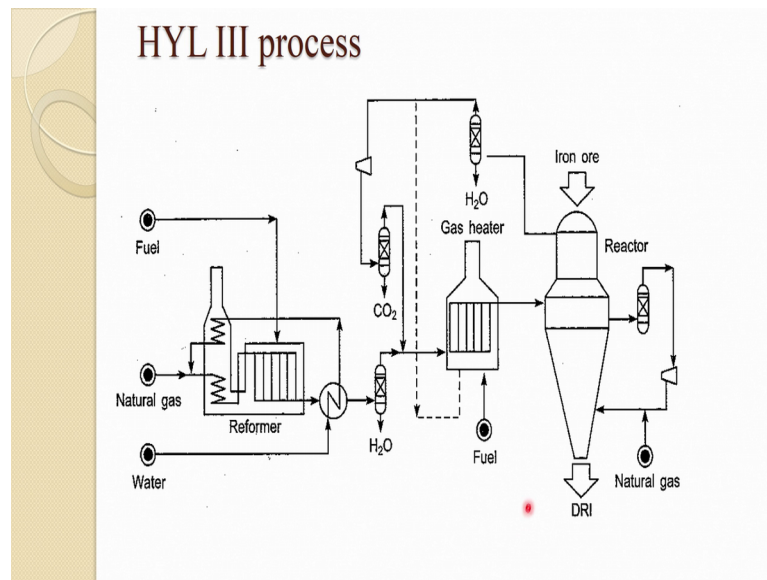 HYL III process
Iron ore
H₂O
Gas heater
Reactor
Fuel
CO₂
Natural gas
Reformer
H₂O
Fuel
Water
Natural gas
DRI